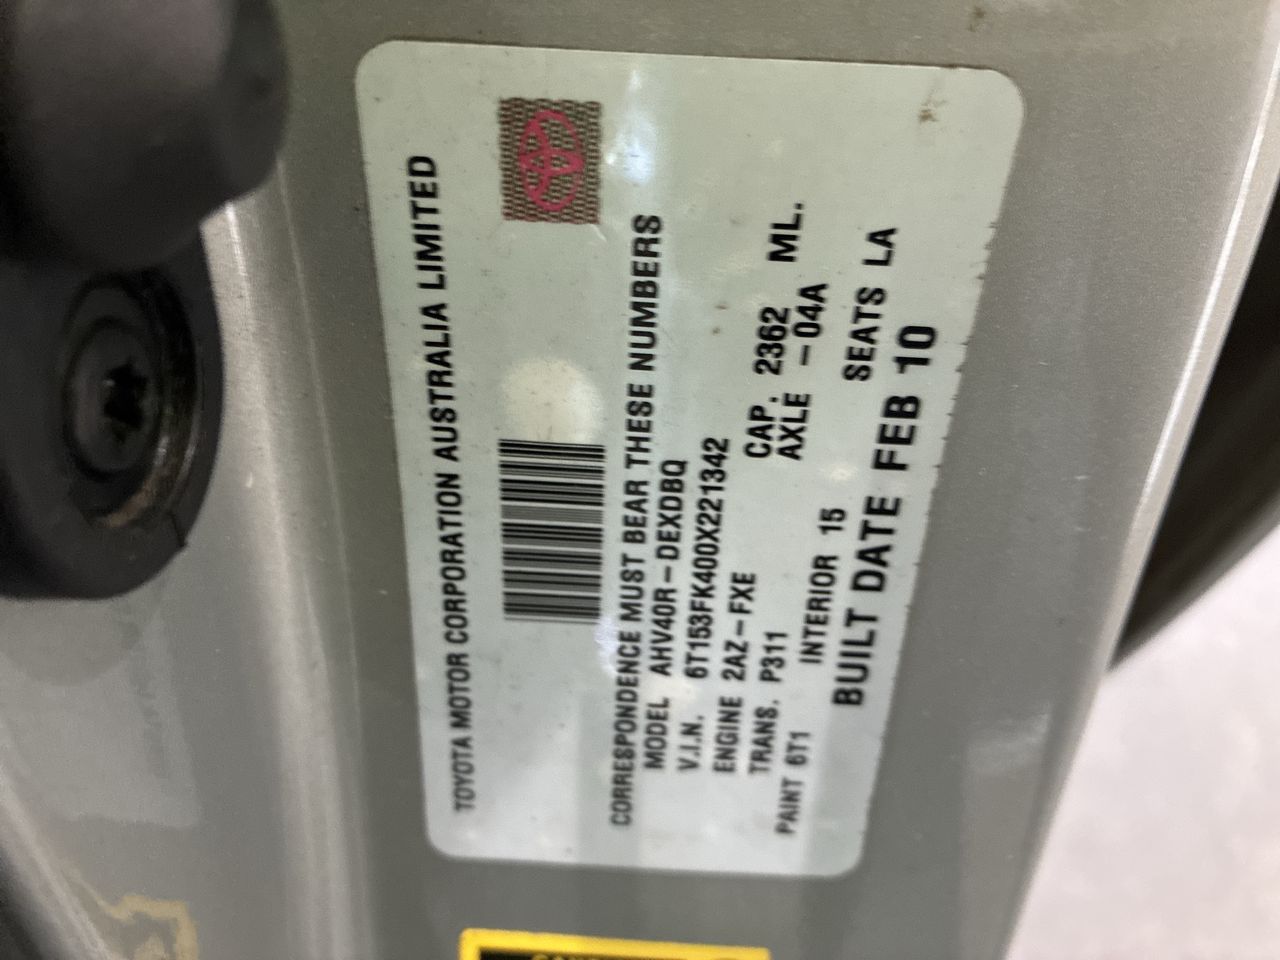 TOYOTA MOTOR CORPORATION AUSTRALIA LIMITED
CORRESPONDENCE MUST BEAR THESE NUMBERS
MODEL AHV40R-DEXDBQ
V.I.N. 6T153FK400X221342
ENGINE 2AZ-FXE CAP. 2362 ML.
TRANS. P311 AXLE -04A
PAINT 6T1 INTERIOR 15 SEATS LA
BUILT DATE FEB 10